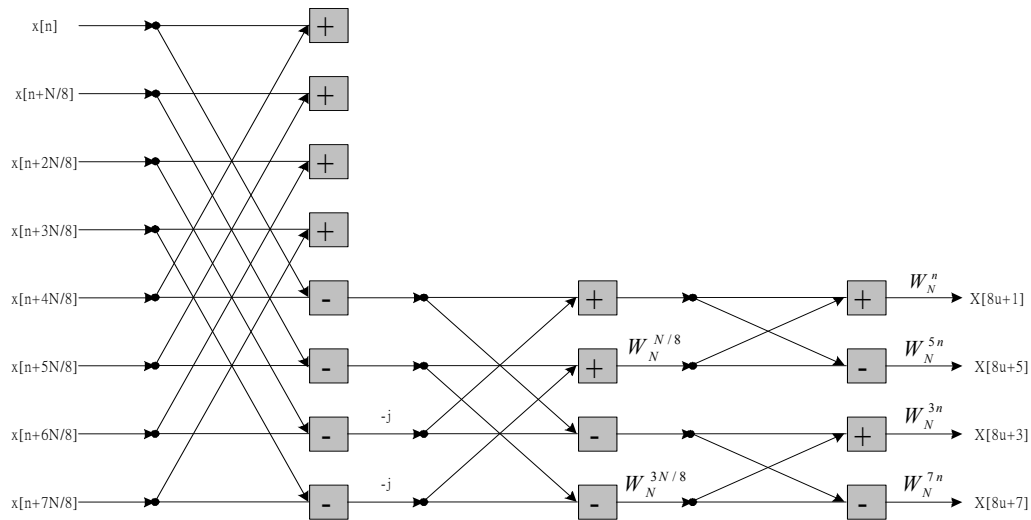 x[n] +
x[n+N/8] +
x[n+2N/8] +
x[n+3N/8] +
x[n+4N/8] - + + W_N^n X[8u+1]
x[n+5N/8] - + W_N^{N/8} - W_N^{5n} X[8u+5]
x[n+6N/8] - -j - + W_N^{3n} X[8u+3]
x[n+7N/8] - -j - W_N^{3N/8} - W_N^{7n} X[8u+7]